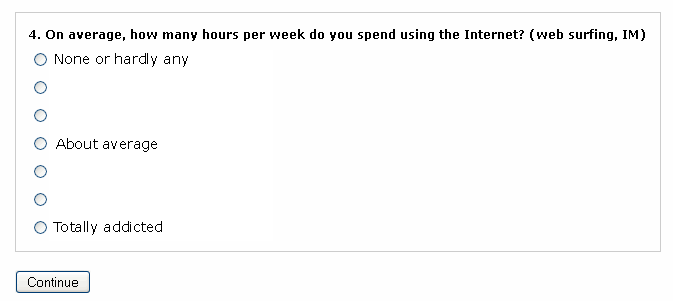 4. On average, how many hours per week do you spend using the Internet? (web surfing, IM)
None or hardly any
About average
Totally addicted
Continue